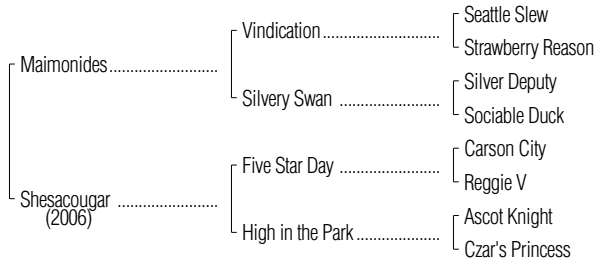 Seattle Slew
Vindication
Strawberry Reason
Maimonides
Silver Deputy
Silvery Swan
Sociable Duck
Carson City
Five Star Day
Reggie V
Shesacougar
(2006)
Ascot Knight
High in the Park
Czar's Princess